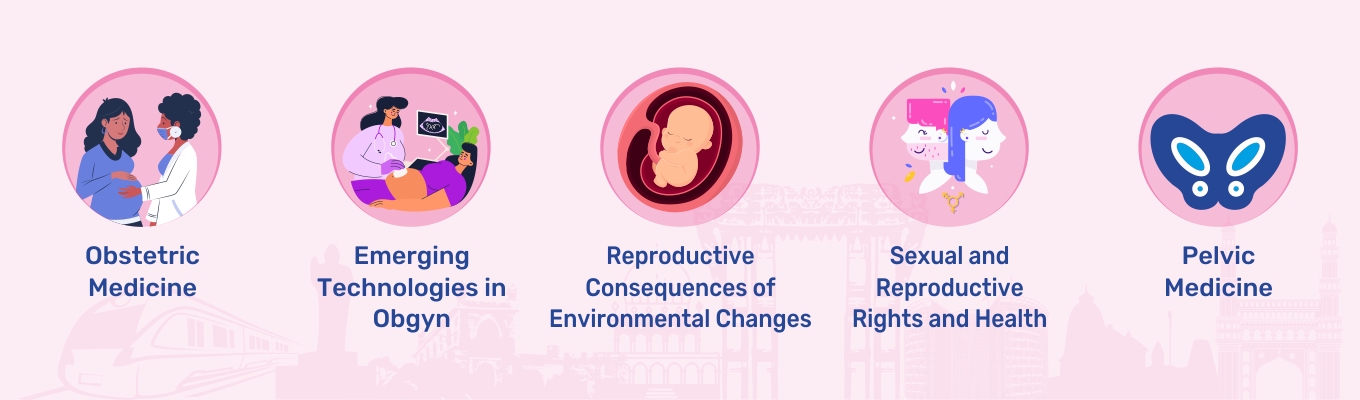 Obstetric
Medicine
Emerging
Technologies in
Obgyn
Reproductive
Consequences of
Environmental Changes
Sexual and
Reproductive
Rights and Health
Pelvic
Medicine